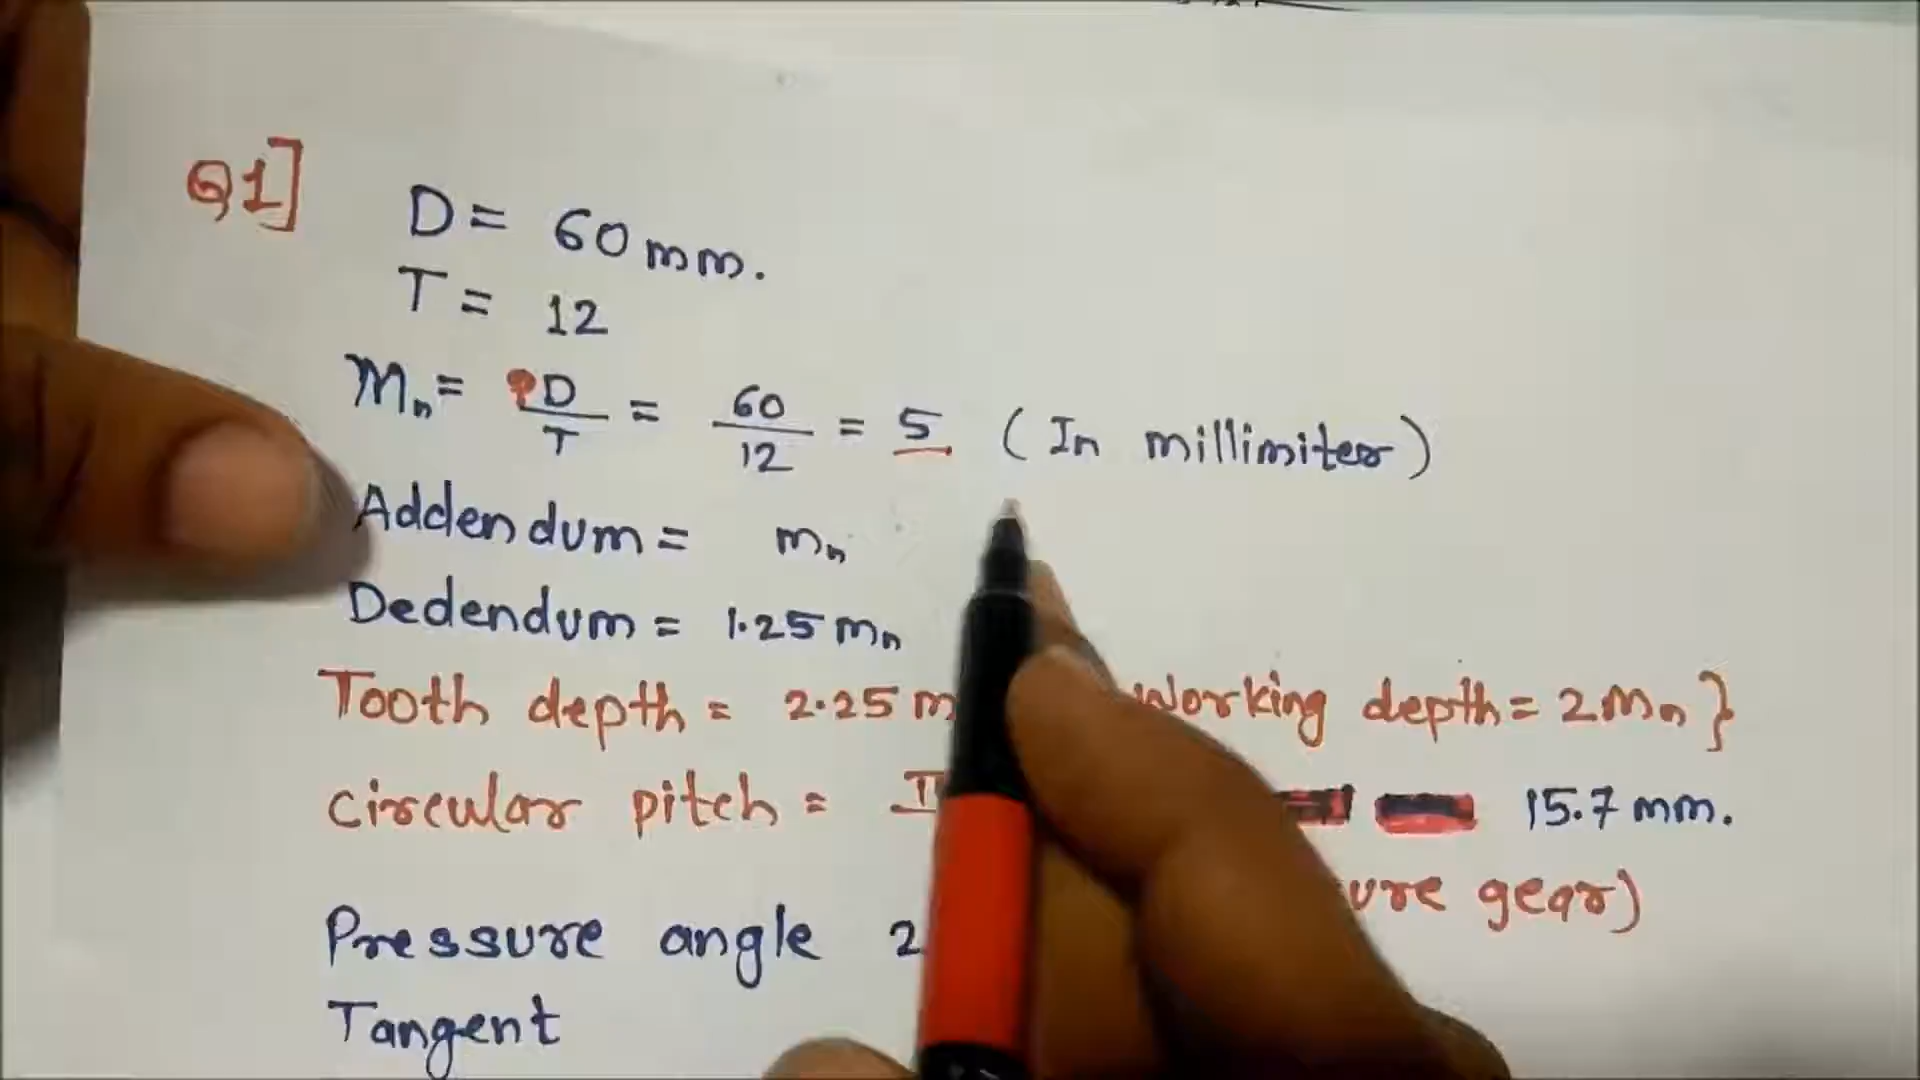 Q1]
D = 60 mm.
T = 12
Mn = D/T = 60/12 = 5 (In millimiter)
Addendum = mn
Dedendum = 1.25 mn
Tooth depth = 2.25 m working depth = 2mn }
circular pitch = π 15.7 mm.
gear)
Pressure angle 2
Tangent